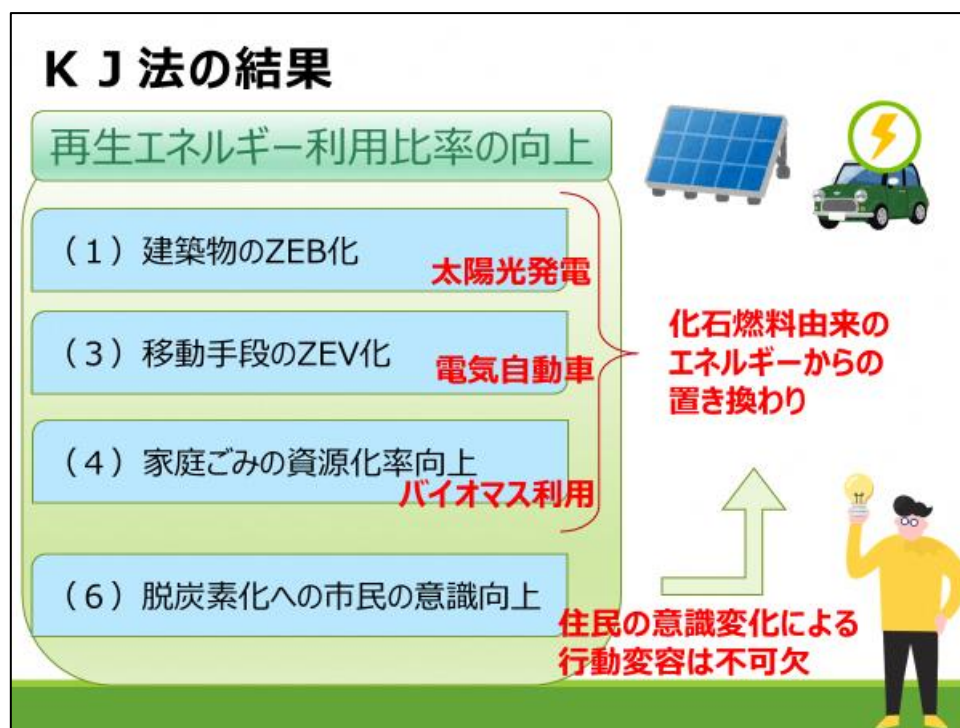 KJ法の結果
再生エネルギー利用比率の向上
（1）建築物のZEB化
太陽光発電
（3）移動手段のZEV化
電気自動車
（4）家庭ごみの資源化率向上
バイオマス利用
（6）脱炭素化への市民の意識向上
化石燃料由来の
エネルギーからの
置き換わり
住民の意識変化による
行動変容は不可欠